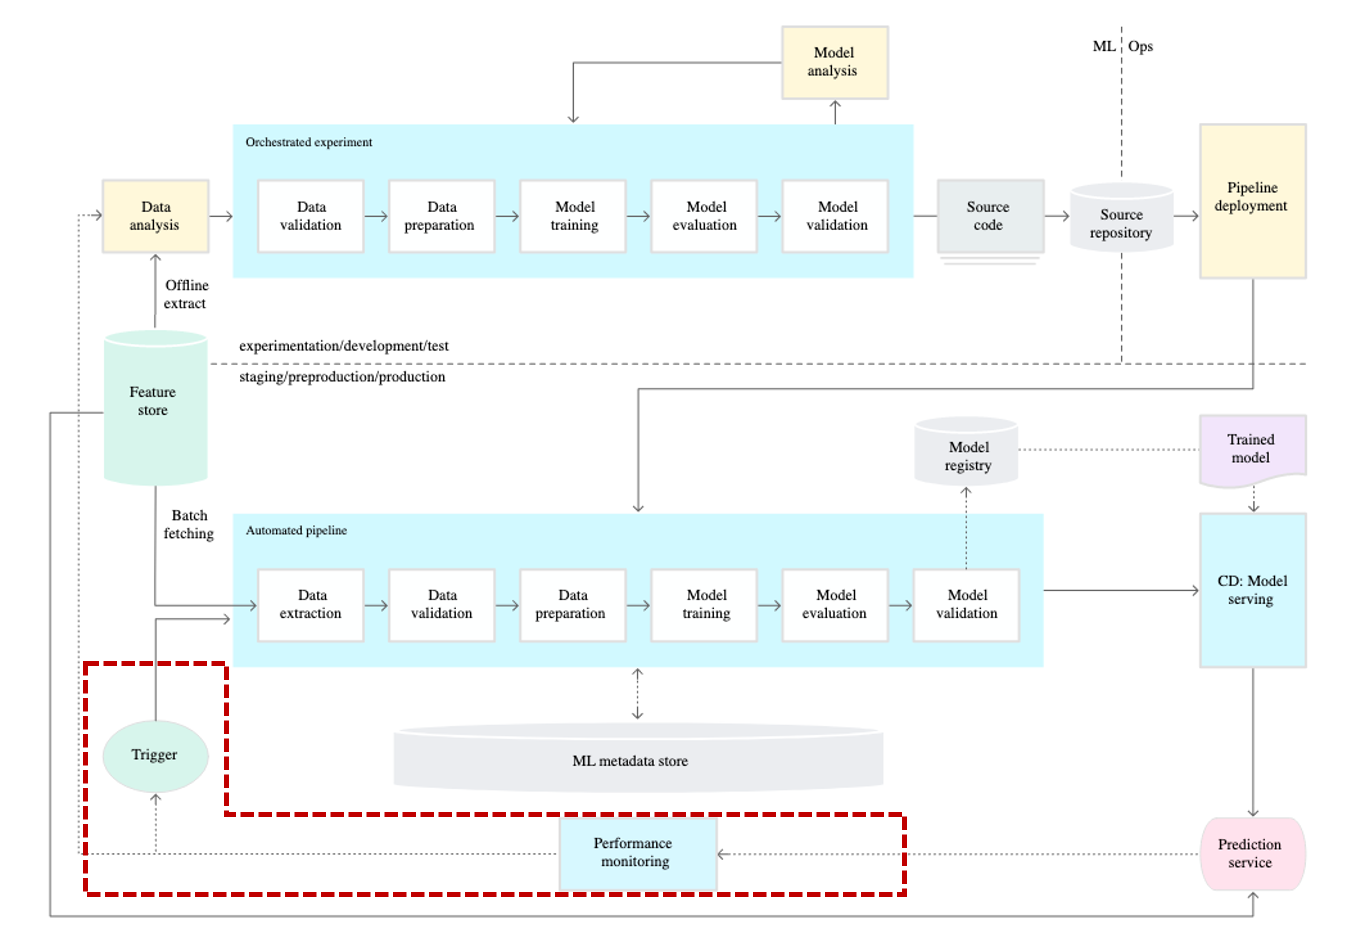 Model
analysis
ML
Ops
Orchestrated experiment
Data
analysis
Data
validation
Data
preparation
Model
training
Model
evaluation
Model
validation
Source
code
Source
repository
Pipeline
deployment
Offline
extract
experimentation/development/test
staging/preproduction/production
Feature
store
Batch
fetching
Model
registry
Trained
model
Automated pipeline
Data
extraction
Data
validation
Data
preparation
Model
training
Model
evaluation
Model
validation
CD: Model
serving
Trigger
ML metadata store
Performance
monitoring
Prediction
service